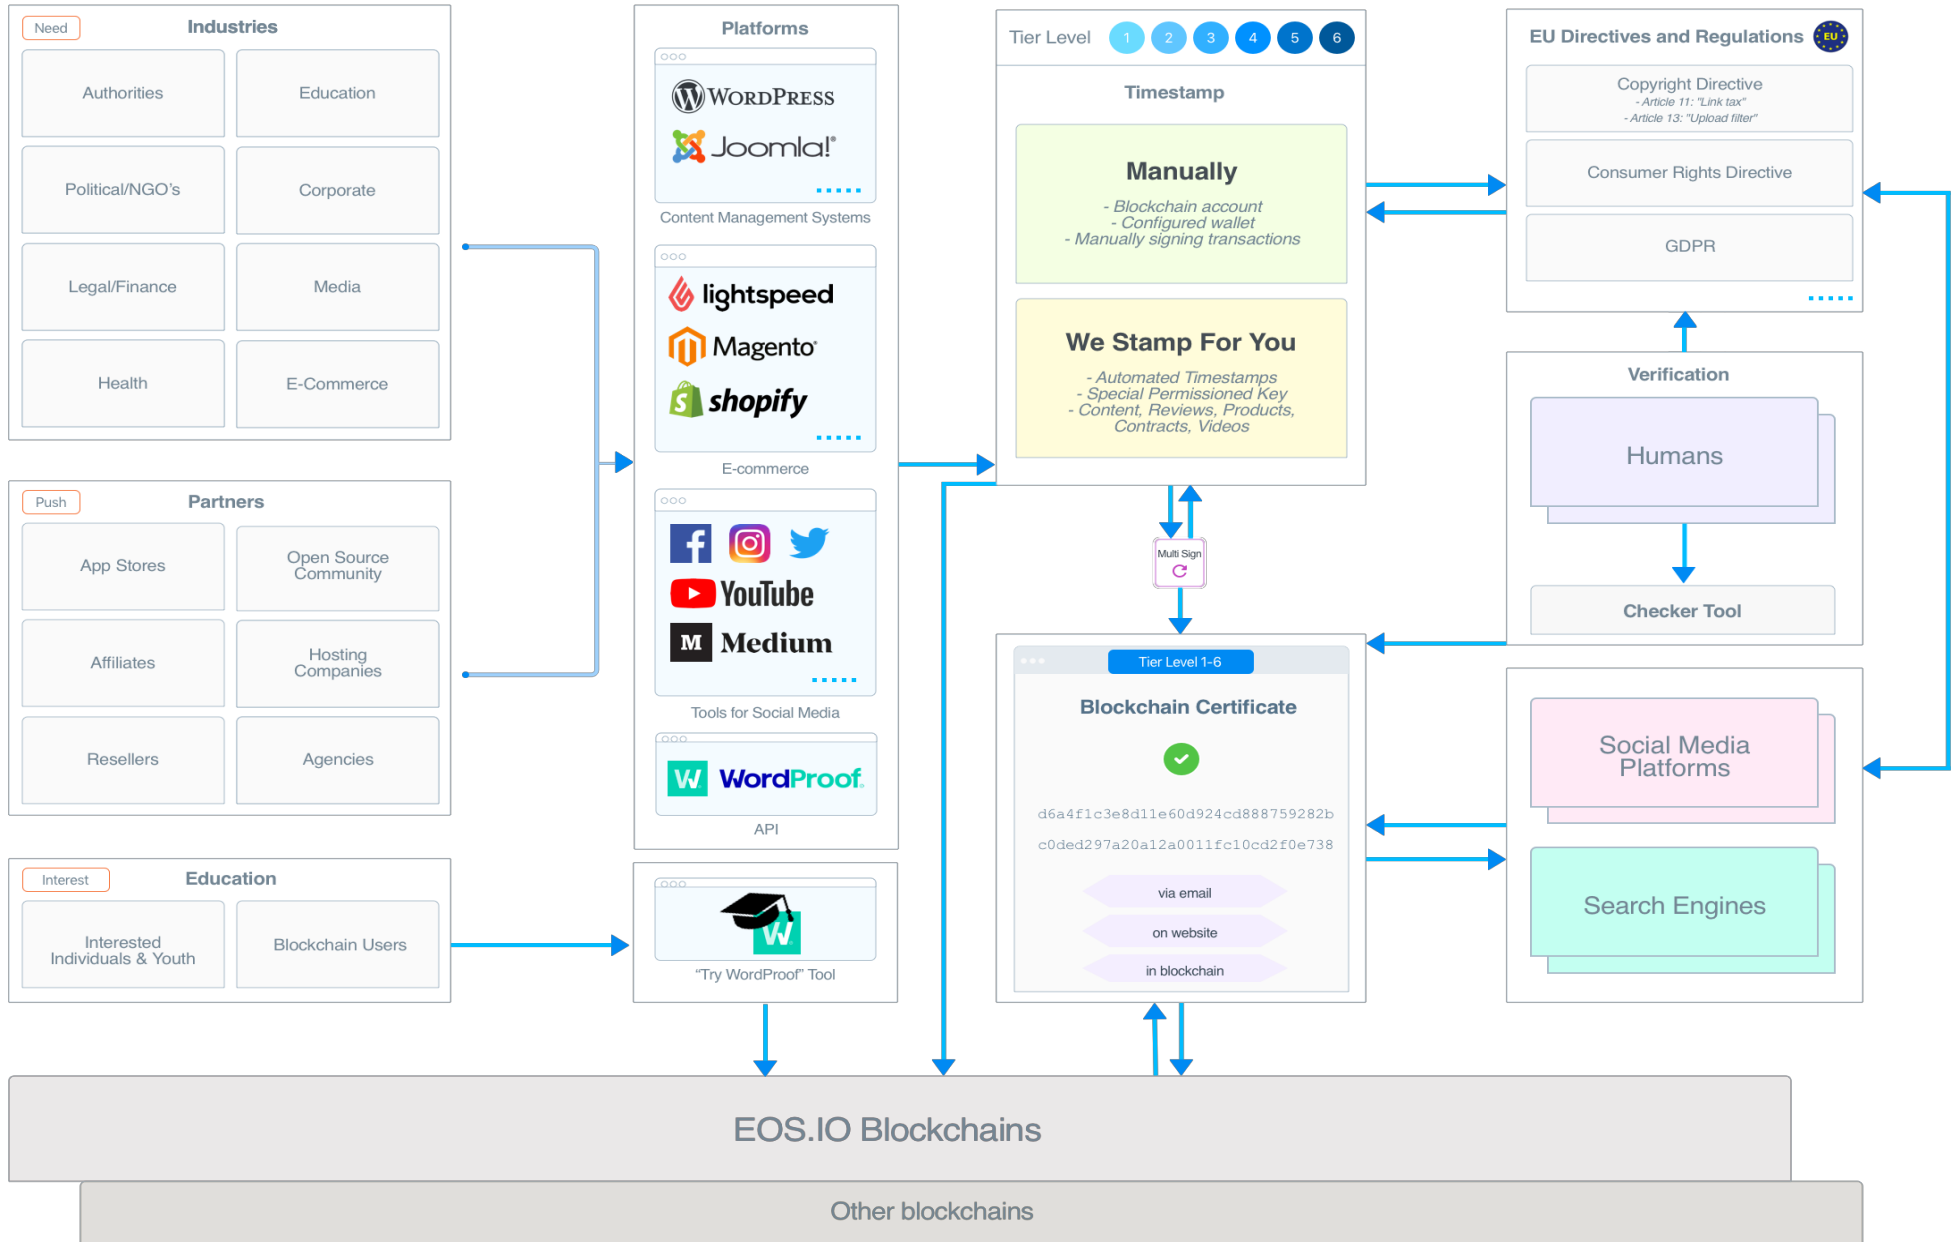 Need
Industries
Authorities
Education
Political/NGO's
Corporate
Legal/Finance
Media
Health
E-Commerce
Push
Partners
App Stores
Open Source
Community
Affiliates
Hosting
Companies
Resellers
Agencies
Interest
Education
Interested
Individuals & Youth
Blockchain Users
Platforms
WORDPRESS
Joomla!®
Content Management Systems
lightspeed
Magento®
shopify
E-commerce
YouTube
M Medium
Tools for Social Media
W. WordProof.
API
W.
“Try WordProof” Tool
Tier Level 1 2 3 4 5 6
Timestamp
Manually
- Blockchain account
- Configured wallet
- Manually signing transactions
We Stamp For You
- Automated Timestamps
- Special Permissioned Key
- Content, Reviews, Products,
Contracts, Videos
Multi Sign
Tier Level 1-6
Blockchain Certificate
d6a4f1c3e8d11e60d924cd888759282b
c0ded297a20a12a0011fc10cd2f0e738
via email
on website
in blockchain
EU Directives and Regulations EU
Copyright Directive
- Article 11: "Link tax"
- Article 13: "Upload filter"
Consumer Rights Directive
GDPR
Verification
Humans
Checker Tool
Social Media
Platforms
Search Engines
EOS.IO Blockchains
Other blockchains